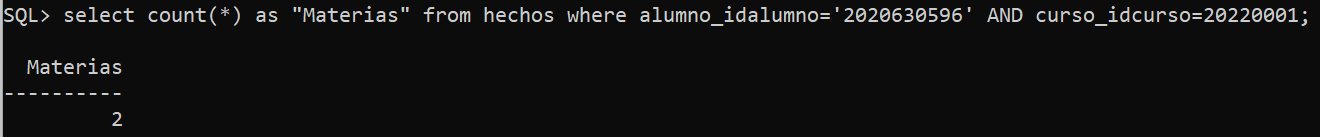 SQL> select count(*) as "Materias" from hechos where alumno_idalumno='2020630596' AND curso_idcurso=20220001;
Materias
----------
2